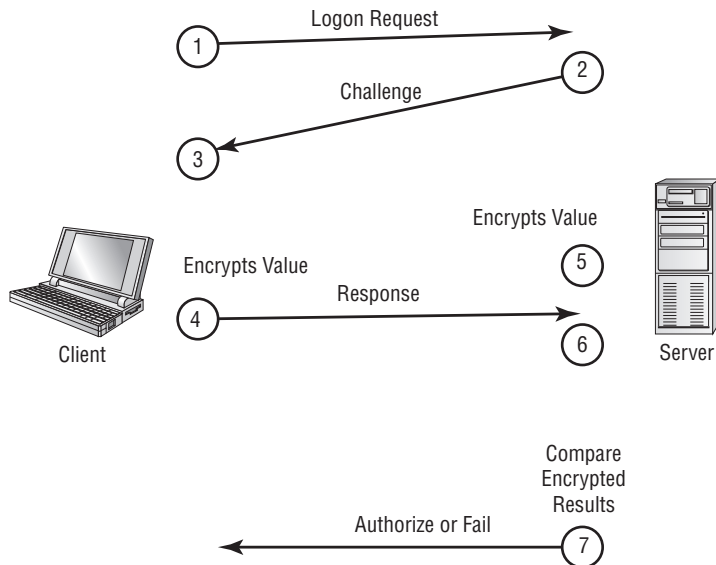 Logon Request
1
2
Challenge
3
Encrypts Value
5
Encrypts Value
Response
4
6
Client
Server
Compare
Encrypted
Results
Authorize or Fail
7